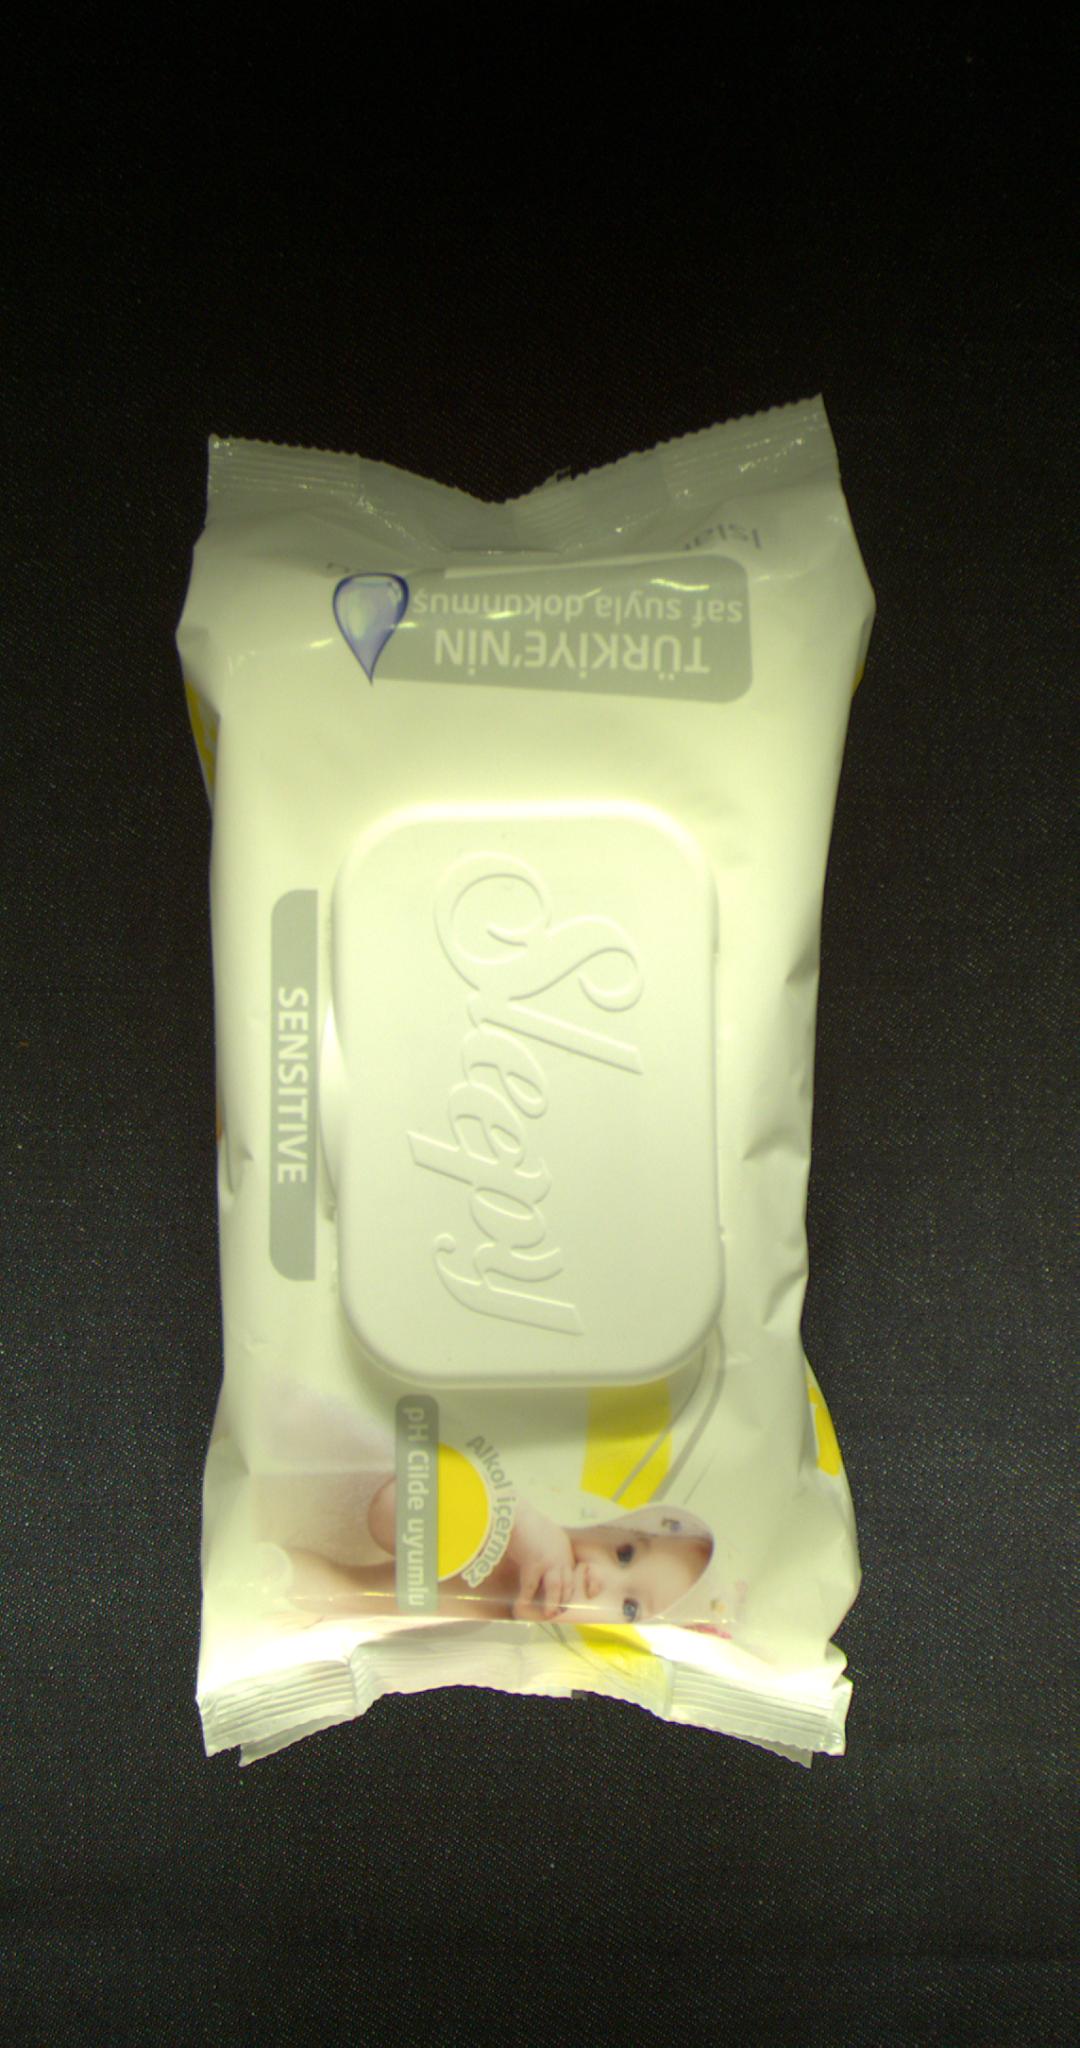 TÜRKİYE'NİN
saf suyla dokunmuş
Sleepy
SENSITIVE
Alkol içermez
pH Cilde uyumlu